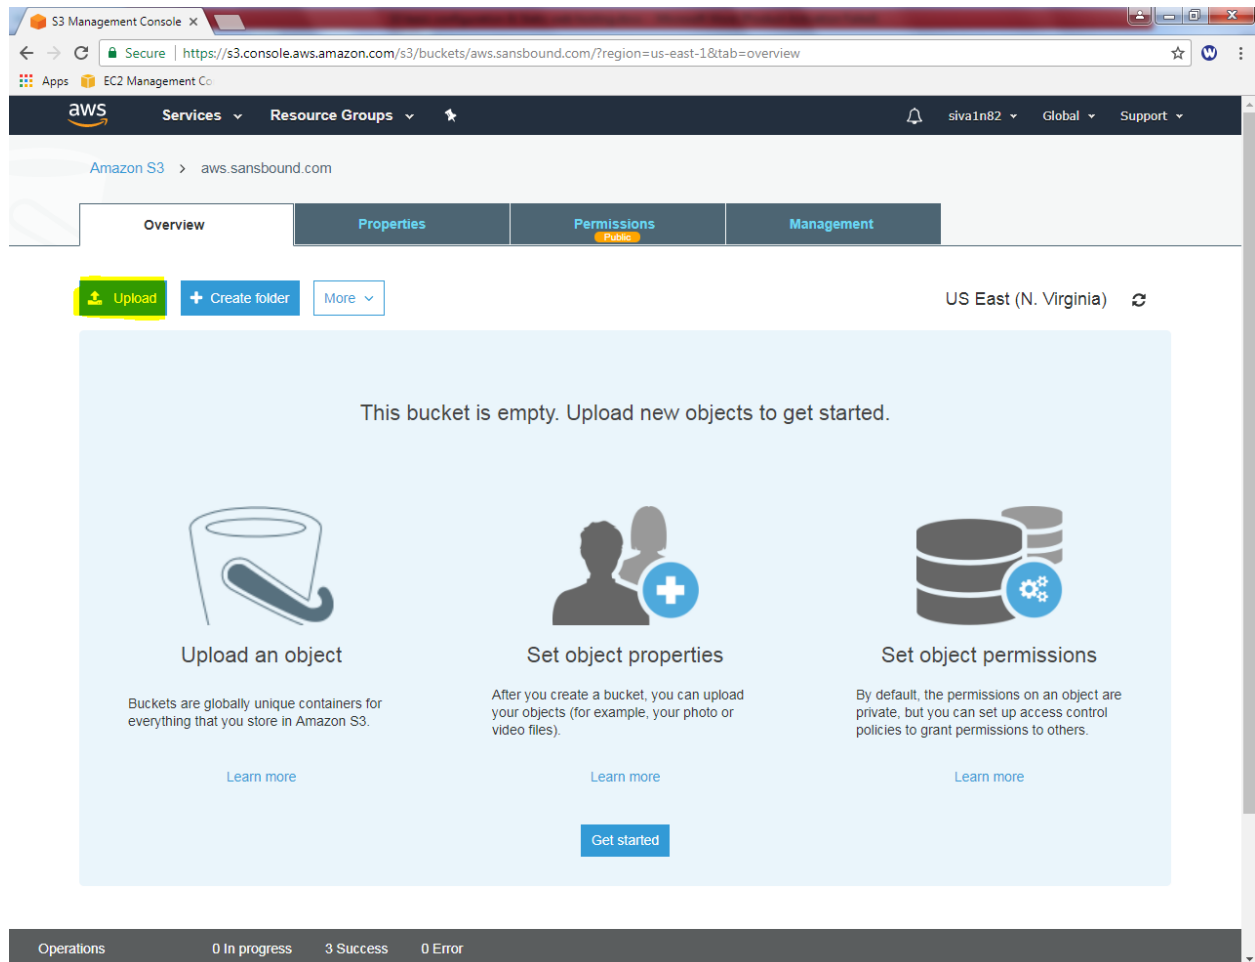 S3 Management Console
Secure https://s3.console.aws.amazon.com/s3/buckets/aws.sansbound.com/?region=us-east-1&tab=overview
Apps EC2 Management Co
aws Services Resource Groups siva1n82 Global Support
Amazon S3 > aws.sansbound.com
Overview Properties Permissions Management
Public
Upload Create folder More US East (N. Virginia)
This bucket is empty. Upload new objects to get started.
Upload an object
Buckets are globally unique containers for
everything that you store in Amazon S3.
Learn more
Set object properties
After you create a bucket, you can upload
your objects (for example, your photo or
video files).
Learn more
Set object permissions
By default, the permissions on an object are
private, but you can set up access control
policies to grant permissions to others.
Learn more
Get started
Operations 0 In progress 3 Success 0 Error